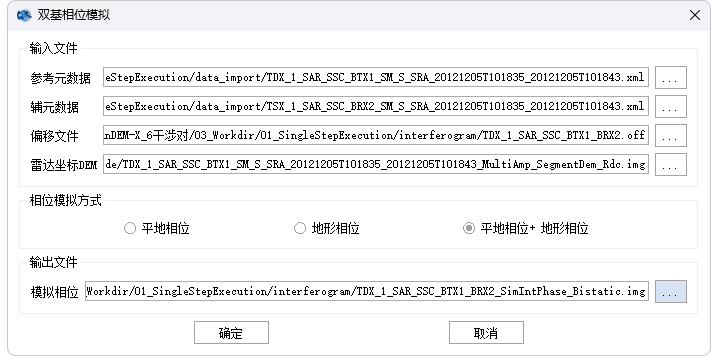 双基相位模拟
输入文件
参考元数据 eStepExecution/data_import/TDX_1_SAR_SSC_BTX1_SM_S_SRA_20121205T101835_20121205T101843.xml ...
辅元数据 eStepExecution/data_import/TSX_1_SAR_SSC_BRX2_SM_S_SRA_20121205T101835_20121205T101843.xml ...
偏移文件 nDEM-X_6干涉对/03_Workdir/01_SingleStepExecution/interferogram/TDX_1_SAR_SSC_BTX1_BRX2.off ...
雷达坐标DEM de/TDX_1_SAR_SSC_BTX1_SM_S_SRA_20121205T101835_20121205T101843_MultiAmp_SegmentDem_Rdc.img ...
相位模拟方式
平地相位 地形相位 平地相位+ 地形相位
输出文件
模拟相位 Workdir/01_SingleStepExecution/interferogram/TDX_1_SAR_SSC_BTX1_BRX2_SimIntPhase_Bistatic.img ...
确定 取消